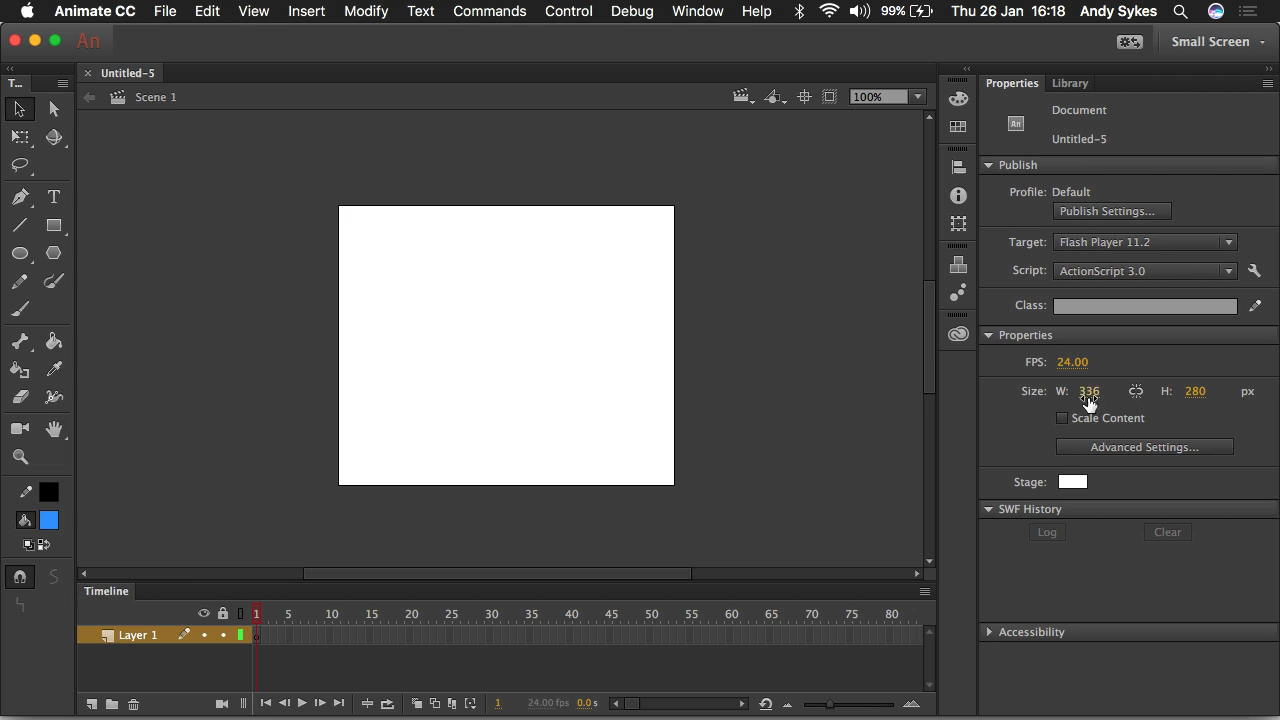 Animate CC File Edit View Insert Modify Text Commands Control Debug Window Help 99% Thu 26 Jan 16:18 Andy Sykes
An Small Screen
T... Untitled-5 Properties Library
Scene 1 100%
An Document
Untitled-5
Publish
Profile: Default
Publish Settings...
Target: Flash Player 11.2
Script: ActionScript 3.0
Class:
Properties
FPS: 24.00
Size: W: 336 H: 280 px
Scale Content
Advanced Settings...
Stage:
SWF History
Log Clear
Accessibility
Timeline
1 5 10 15 20 25 30 35 40 45 50 55 60 65 70 75 80
Layer 1
1 24.00 fps 0.0 s